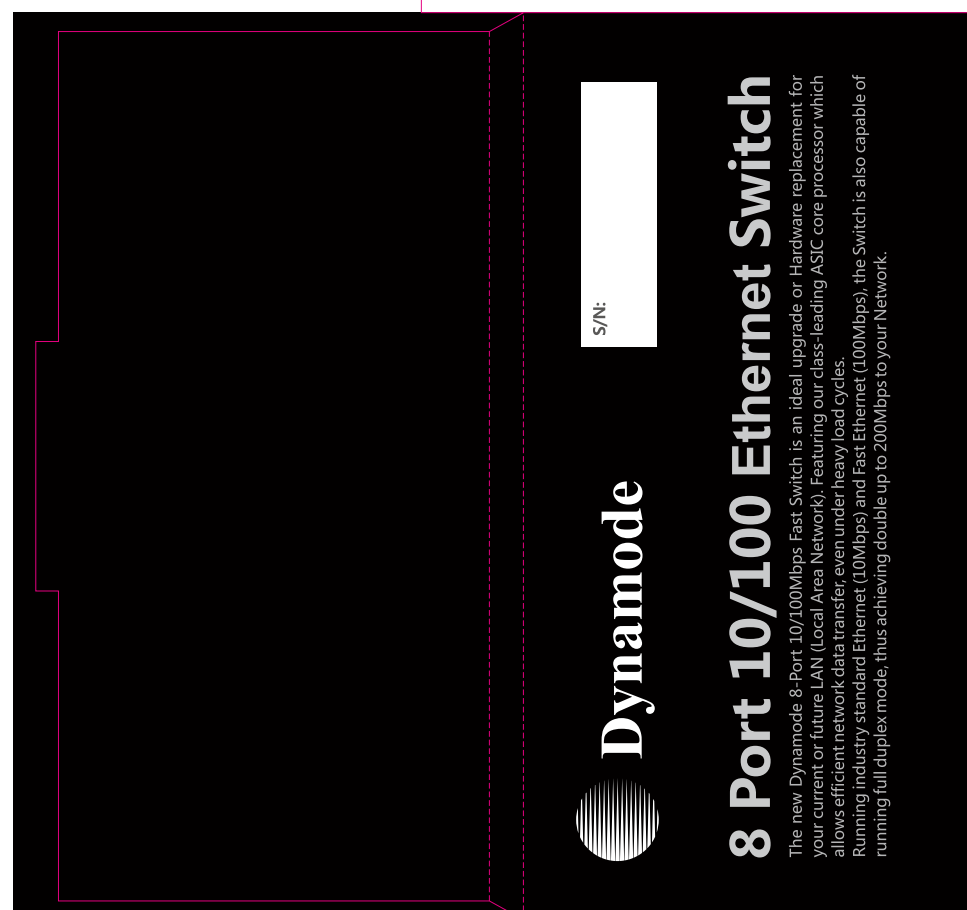 S/N:
Dynamode
8 Port 10/100 Ethernet Switch
The new Dynamode 8-Port 10/100Mbps Fast Switch is an ideal upgrade or Hardware replacement for
your current or future LAN (Local Area Network). Featuring our class-leading ASIC core processor which
allows efficient network data transfer, even under heavy load cycles.
Running industry standard Ethernet (10Mbps) and Fast Ethernet (100Mbps), the Switch is also capable of
running full duplex mode, thus achieving double up to 200Mbps to your Network.